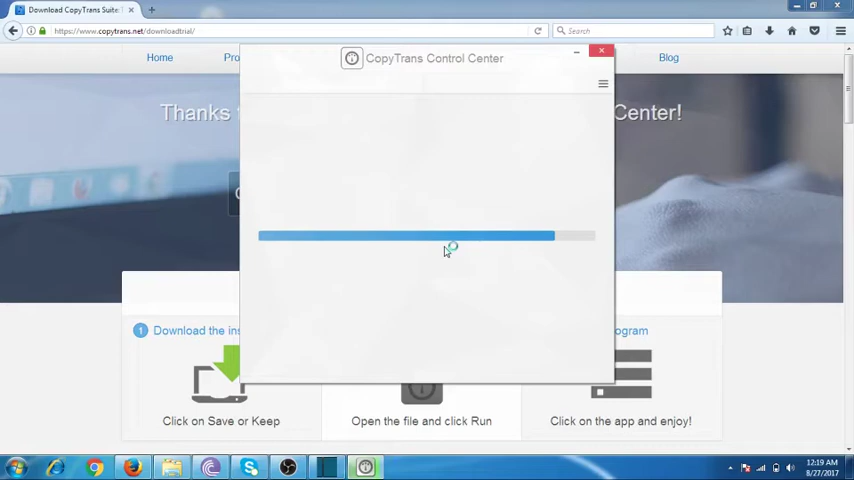 Download CopyTrans Suite
https://www.copytrans.net/downloadtrial/
Search
Home
Pro
Blog
CopyTrans Control Center
Thanks f
Center!
C
1 Download the ins
ogram
Click on Save or Keep
Open the file and click Run
Click on the app and enjoy!
12:19 AM
8/27/2017